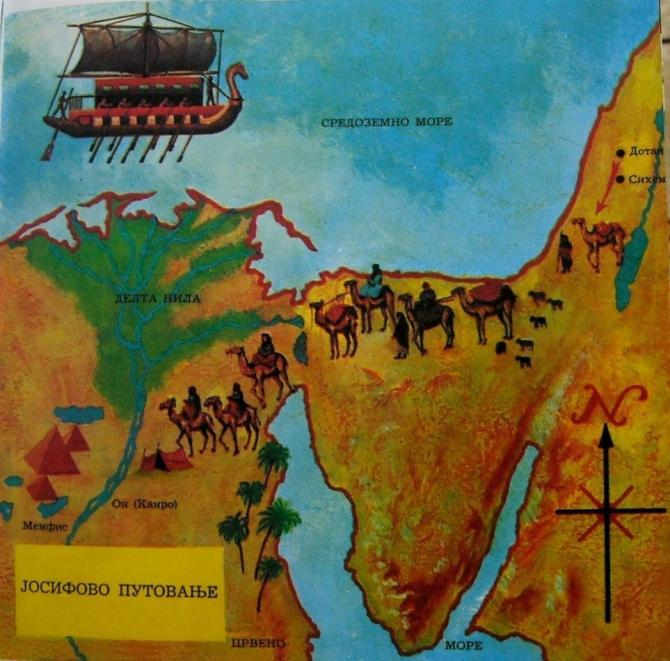 СРЕДОЗЕМНО МОРЕ
Дотан
Сихем
ДЕЛТА НИЛА
N
Он (Каиро)
Мемфис
ЈОСИФОВО ПУТОВАЊЕ
ЦРВЕНО МОРЕ